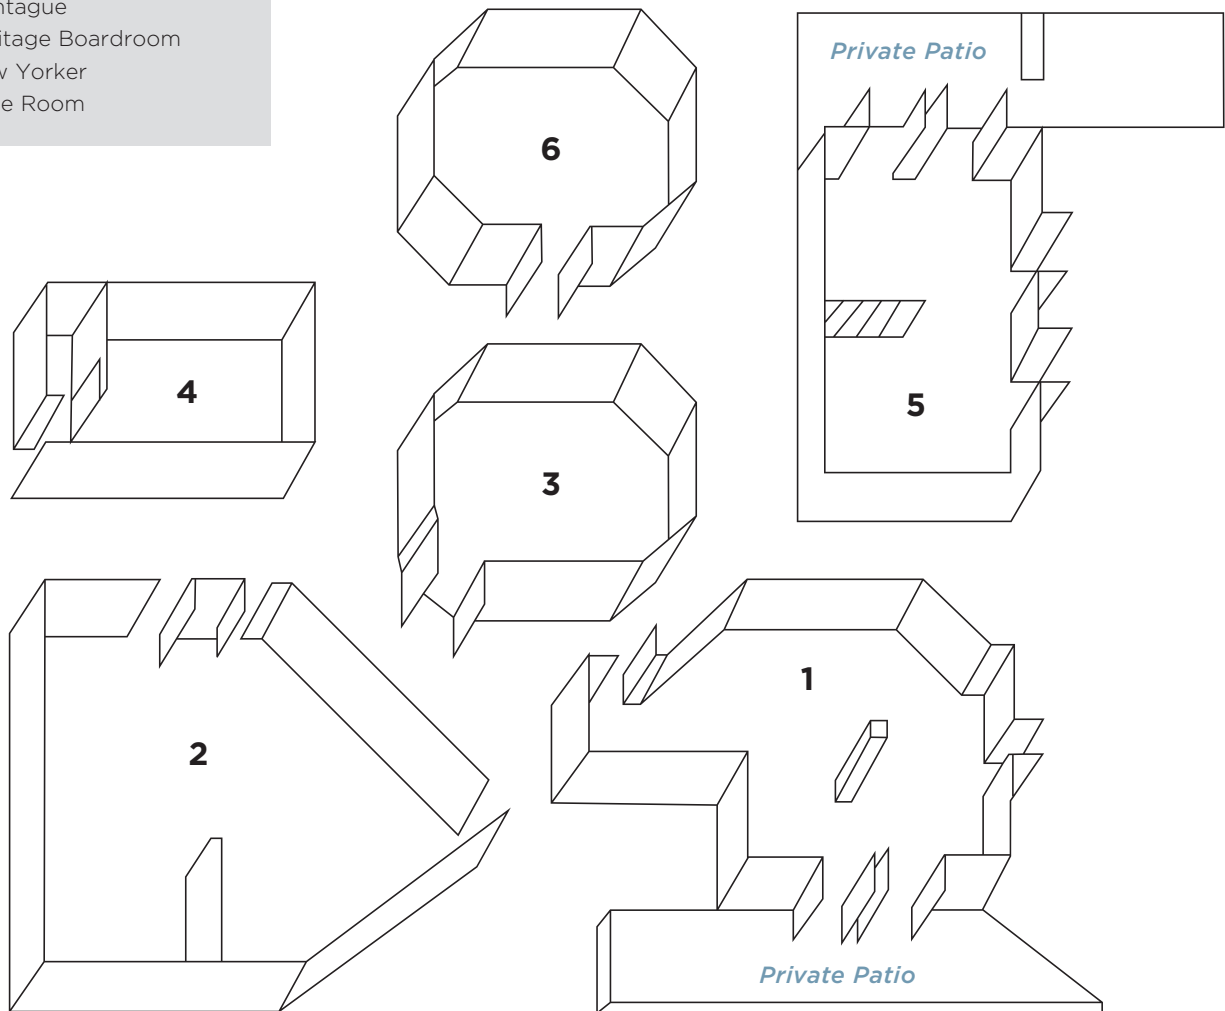 ntague
itage Boardroom
w Yorker
e Room
Private Patio
6
4
5
3
1
2
Private Patio